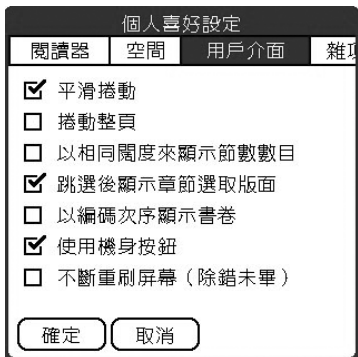 個人喜好設定
閱讀器 空間 用戶介面 雜項
平滑捲動
捲動整頁
以相同闊度來顯示節數數目
跳選後顯示章節選取版面
以編碼次序顯示書卷
使用機身按鈕
不斷重刷屏幕（除錯未畢）
確定 取消